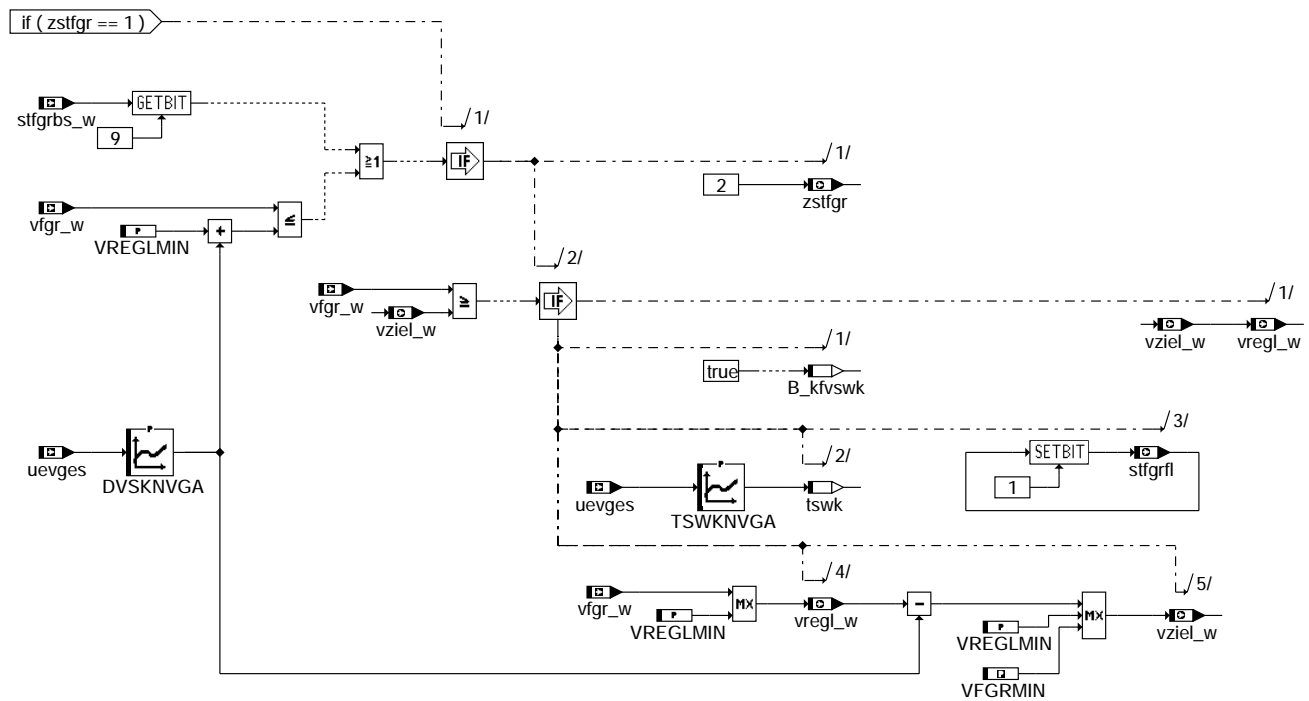 if ( zstfgr == 1 )
/1/
stfgrbs_w
GETBIT
9
≥1
IF
/1/
2
zstfgr
vfgr_w
P
VREGLMIN
+
≤
/2/
vfgr_w
vziel_w
≥
IF
/1/
vziel_w
vregl_w
/1/
true
B_kfvswk
/3/
uevges
P
DVSKNVGA
/2/
uevges
P
TSWKNVGA
tswk
SETBIT
1
stfgrfl
/4/
/5/
vfgr_w
P
VREGLMIN
MX
vregl_w
-
P
VREGLMIN
MX
vziel_w
VFGRMIN